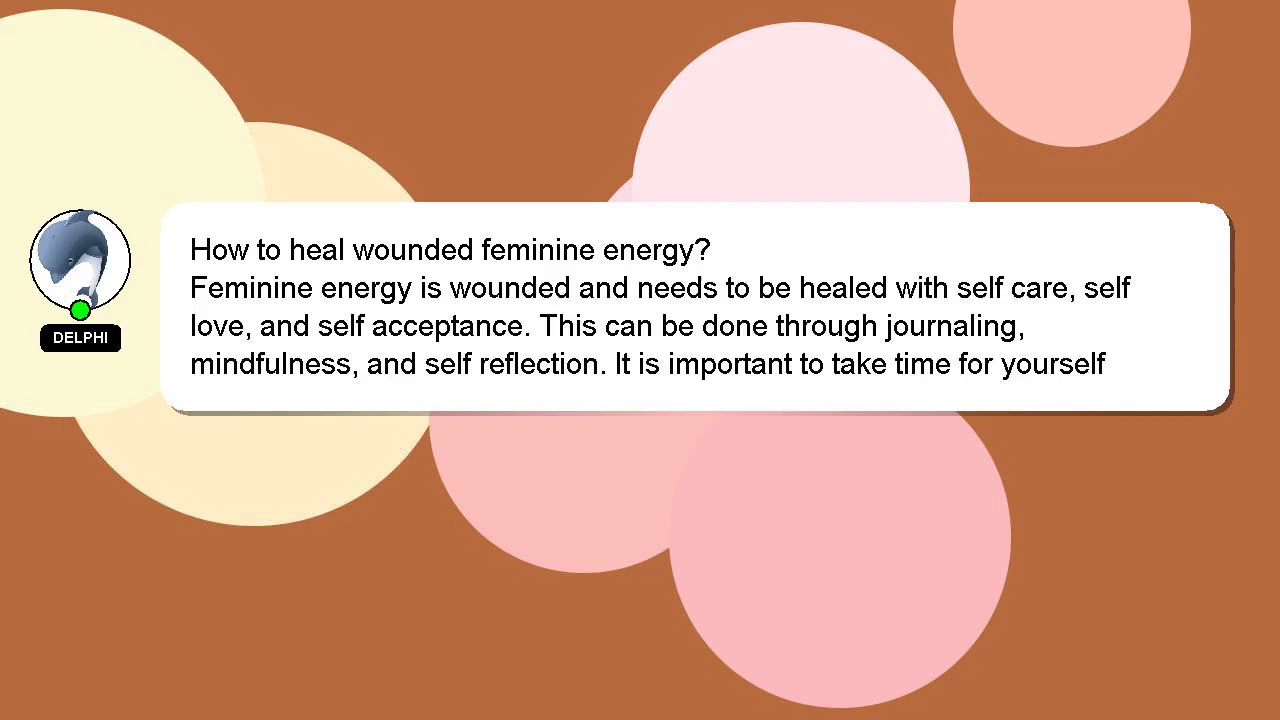 How to heal wounded feminine energy?
Feminine energy is wounded and needs to be healed with self care, self
love, and self acceptance. This can be done through journaling,
mindfulness, and self reflection. It is important to take time for yourself
DELPHI